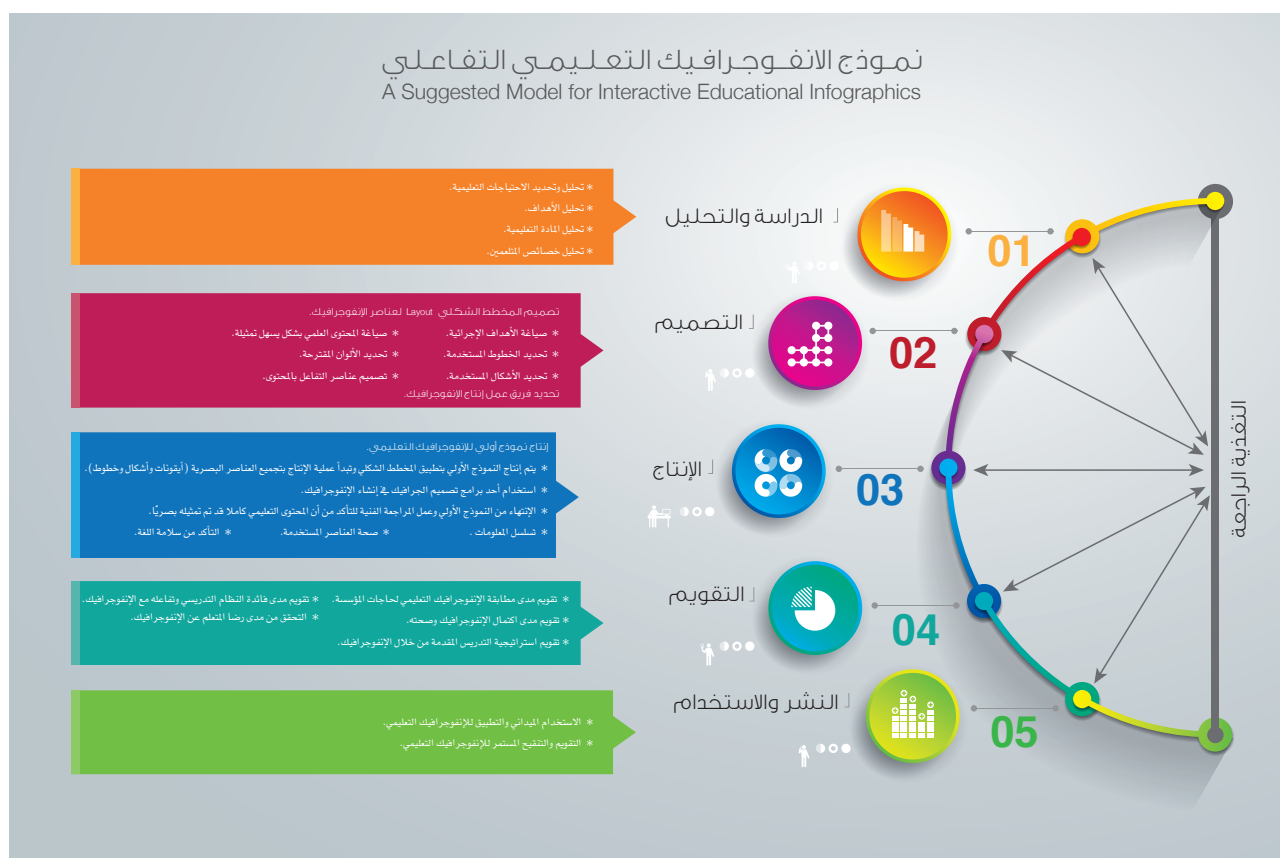 نموذج الانفوجرافيك التعليمي التفاعلي
A Suggested Model for Interactive Educational Infographics
01
الدراسة والتحليل
* تحليل وتحديد الاحتياجات التعليمية.
* تحليل الأهداف.
* تحليل المادة التعليمية.
* تحليل خصائص المتلعمين.
02
التصميم
تصميم المخطط الشكلي Layout لعناصر الإنفوجرافيك.
* صياغة الأهداف الإجرائية. * صياغة المحتوى العلمي بشكل يسهل تمثيلة.
* تحديد الخطوط المستخدمة. * تحديد الألوان المقترحة.
* تحديد الأشكال المستخدمة. * تصميم عناصر التفاعل بالمحتوى.
تحديد فريق عمل إنتاج الإنفوجرافيك.
03
الإنتاج
إنتاج نموذج أولي للإنفوجرافيك التعليمي.
* يتم إنتاج النموذج الأولي بتطبيق المخطط الشكلي وتبدأ عملية الإنتاج بتجميع العناصر البصرية (أيقونات وأشكال وخطوط).
* استخدام أحد برامج تصميم الجرافيك في إنشاء الإنفوجرافيك.
* الإنتهاء من النموذج الأولي وعمل المراجعة الفنية للتأكد من أن المحتوى التعليمي كاملا قد تم تمثيله بصريًا.
* تسلسل المعلومات . * صحة العناصر المستخدمة. * التأكد من سلامة اللغة.
04
التقويم
* تقويم مدى مطابقة الإنفوجرافيك التعليمي لحاجات المؤسسة. * تقويم مدى فائدة النظام التدريسي وتفاعله مع الإنفوجرافيك.
* تقويم مدى اكتمال الإنفوجرافيك وصحته. * التحقق من مدى رضا المتعلم عن الإنفوجرافيك.
* تقويم استراتيجية التدريس المقدمة من خلال الإنفوجرافيك.
05
النشر والاستخدام
* الاستخدام الميداني والتطبيق للإنفوجرافيك التعليمي.
* التقويم والتنقيح المستمر للإنفوجرافيك التعليمي.
التغذية الراجعة